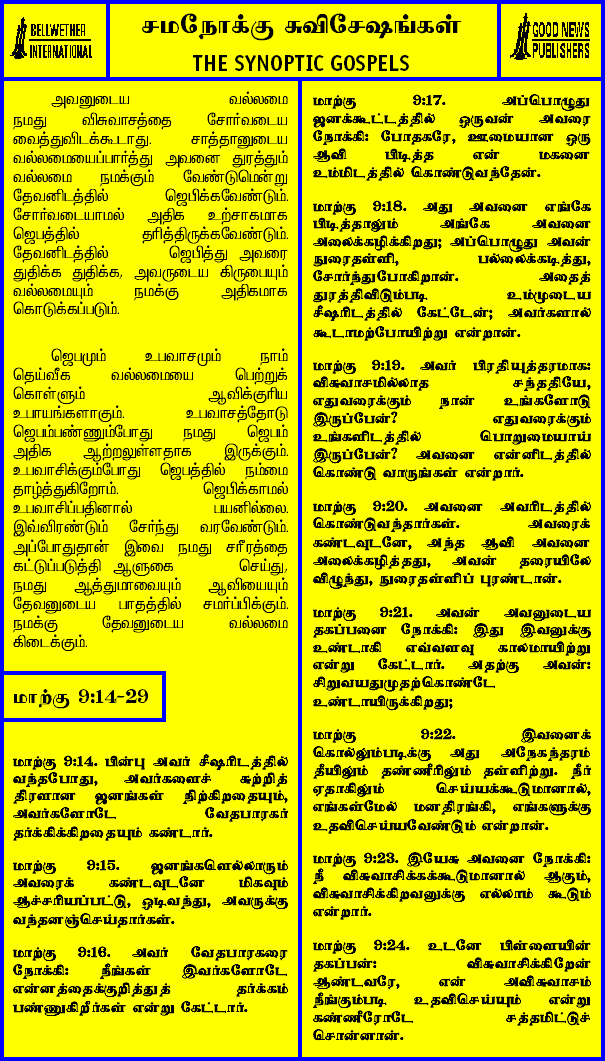 BELLWETHER
INTERNATIONAL
சமநோக்கு சுவிசேஷங்கள்
THE SYNOPTIC GOSPELS
GOOD NEWS
PUBLISHERS
அவனுடைய வல்லமை
நமது விசுவாசத்தை சோர்வடைய
வைத்துவிடக்கூடாது. சாத்தானுடைய
வல்லமையைப்பார்த்து அவனை துரத்தும்
வல்லமை நமக்கும் வேண்டுமென்று
தேவனிடத்தில் ஜெபிக்கவேண்டும்.
சோர்வடையாமல் அதிக உற்சாகமாக
ஜெபத்தில் தரித்திருக்கவேண்டும்.
தேவனிடத்தில் ஜெபித்து அவரை
துதிக்க துதிக்க, அவருடைய கிருபையும்
வல்லமையும் நமக்கு அதிகமாக
கொடுக்கப்படும்.
ஜெபமும் உபவாசமும் நாம்
தெய்வீக வல்லமையை பெற்றுக்
கொள்ளும் ஆவிக்குரிய
உபாயங்களாகும். உபவாசத்தோடு
ஜெபம்பண்ணும்போது நமது ஜெபம்
அதிக ஆற்றலுள்ளதாக இருக்கும்.
உபவாசிக்கும்போது ஜெபத்தில் நம்மை
தாழ்த்துகிறோம். ஜெபிக்காமல்
உபவாசிப்பதினால் பயனில்லை.
இவ்விரண்டும் சேர்ந்து வரவேண்டும்.
அப்போதுதான் இவை நமது சரீரத்தை
கட்டுப்படுத்தி ஆளுகை செய்து,
நமது ஆத்துமாவையும் ஆவியையும்
தேவனுடைய பாதத்தில் சமர்ப்பிக்கும்.
நமக்கு தேவனுடைய வல்லமை
கிடைக்கும்.
மாற்கு 9:14-29
மாற்கு 9:14. பின்பு அவர் சீஷரிடத்தில்
வந்தபோது, அவர்களைச் சுற்றித்
திரளான ஜனங்கள் நிற்கிறதையும்,
அவர்களோடே வேதபாரகர்
தர்க்கிக்கிறதையும் கண்டார்.
மாற்கு 9:15. ஜனங்களெல்லாரும்
அவரைக் கண்டவுடனே மிகவும்
ஆச்சரியப்பட்டு, ஒடிவந்து, அவருக்கு
வந்தனஞ்செய்தார்கள்.
மாற்கு 9:16. அவர் வேதபாரகரை
நோக்கி: நீங்கள் இவர்களோடே
என்னத்தைக்குறித்துத் தர்க்கம்
பண்ணுகிறீர்கள் என்று கேட்டார்.
மாற்கு 9:17. அப்பொழுது
ஜனக்கூட்டத்தில் ஒருவன் அவரை
நோக்கி: போதகரே, ஊமையான ஒரு
ஆவி பிடித்த என் மகனை
உம்மிடத்தில் கொண்டுவந்தேன்.
மாற்கு 9:18. அது அவனை எங்கே
பிடித்தாலும் அங்கே அவனை
அலைக்கழிக்கிறது; அப்பொழுது அவன்
நுரைதள்ளி, பல்லைக்கடித்து,
சோர்ந்துபோகிறான். அதைத்
துரத்திவிடும்படி உம்முடைய
சீஷரிடத்தில் கேட்டேன்; அவர்களால்
கூடாமற்போயிற்று என்றான்.
மாற்கு 9:19. அவர் பிரதியுத்தரமாக:
விசுவாசமில்லாத சந்ததியே,
எதுவரைக்கும் நான் உங்களோடு
இருப்பேன்? எதுவரைக்கும்
உங்களிடத்தில் பொறுமையாய்
இருப்பேன்? அவனை என்னிடத்தில்
கொண்டு வாருங்கள் என்றார்.
மாற்கு 9:20. அவனை அவரிடத்தில்
கொண்டுவந்தார்கள். அவரைக்
கண்டவுடனே, அந்த ஆவி அவனை
அலைக்கழித்தது, அவன் தரையிலே
விழுந்து, நுரைதள்ளிப் புரண்டான்.
மாற்கு 9:21. அவன் அவனுடைய
தகப்பனை நோக்கி: இது இவனுக்கு
உண்டாகி எவ்வளவு காலமாயிற்று
என்று கேட்டார். அதற்கு அவன்:
சிறுவயதுமுதற்கொண்டே
உண்டாயிருக்கிறது;
மாற்கு 9:22. இவனைக்
கொல்லும்படிக்கு அது அநேகந்தரம்
தீயிலும் தண்ணீரிலும் தள்ளிற்று. நீர்
ஏதாகிலும் செய்யக்கூடுமானால்,
எங்கள்மேல் மனதிரங்கி, எங்களுக்கு
உதவிசெய்யவேண்டும் என்றான்.
மாற்கு 9:23. இயேசு அவனை நோக்கி:
நீ விசுவாசிக்கக்கூடுமானால் ஆகும்,
விசுவாசிக்கிறவனுக்கு எல்லாம் கூடும்
என்றார்.
மாற்கு 9:24. உடனே பிள்ளையின்
தகப்பன்: விசுவாசிக்கிறேன்
ஆண்டவரே, என் அவிசுவாசம்
நீங்கும்படி உதவிசெய்யும் என்று
கண்ணீரோடே சத்தமிட்டுச்
சொன்னான்.